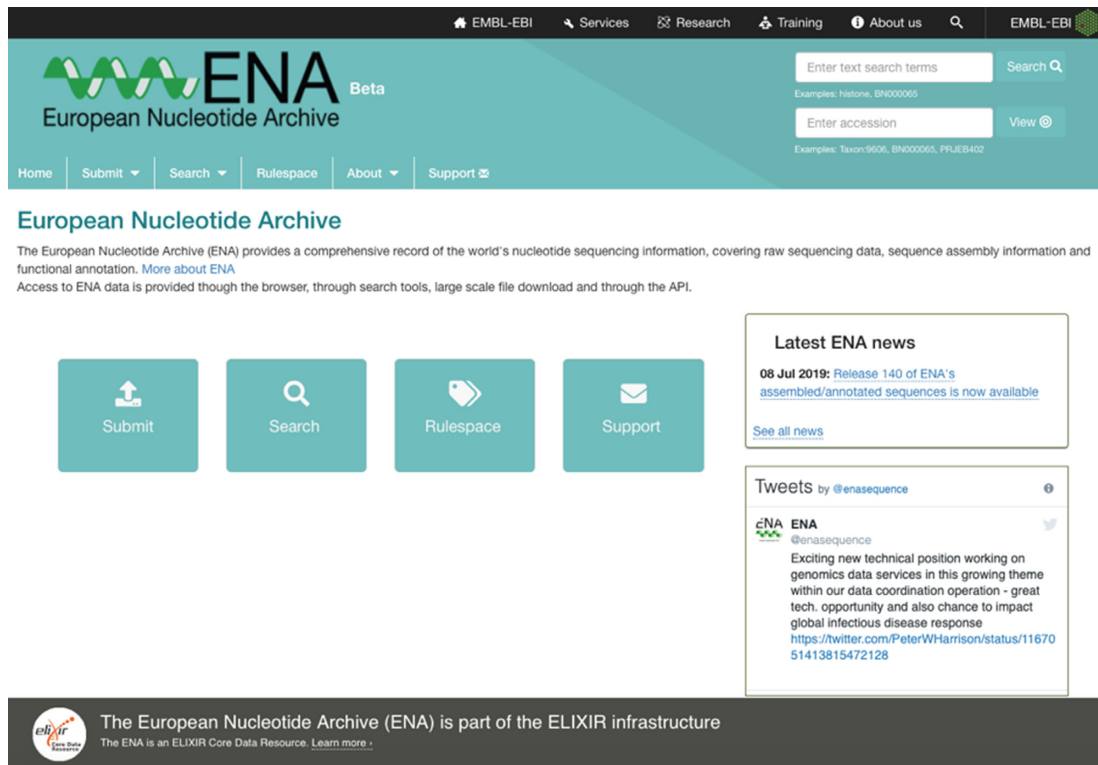 EMBL-EBI Services Research Training About us EMBL-EBI
ENA Beta
European Nucleotide Archive
Enter text search terms Search
Examples: histone, BN000065
Enter accession View
Examples: Taxon:9606, BN000065, PRJEB402
Home Submit Search Rulespace About Support
European Nucleotide Archive
The European Nucleotide Archive (ENA) provides a comprehensive record of the world's nucleotide sequencing information, covering raw sequencing data, sequence assembly information and
functional annotation. More about ENA
Access to ENA data is provided though the browser, through search tools, large scale file download and through the API.
Submit
Search
Rulespace
Support
Latest ENA news
08 Jul 2019: Release 140 of ENA's
assembled/annotated sequences is now available
See all news
Tweets by @enasequence
ENA
ENA
@enasequence
Exciting new technical position working on
genomics data services in this growing theme
within our data coordination operation - great
tech. opportunity and also chance to impact
global infectious disease response
https://twitter.com/PeterWHarrison/status/11670
51413815472128
elixir
Core Data
Resource
The European Nucleotide Archive (ENA) is part of the ELIXIR infrastructure
The ENA is an ELIXIR Core Data Resource. Learn more ›